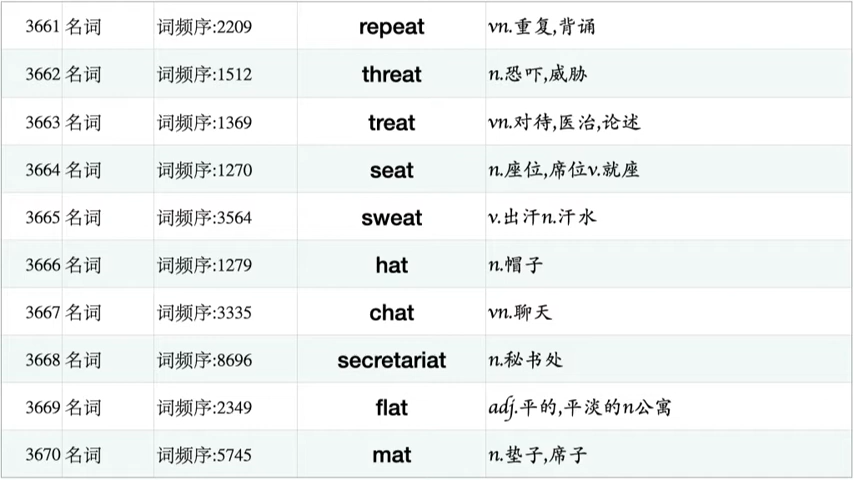 3661 名词 词频序:2209 repeat vn.重复,背诵
3662 名词 词频序:1512 threat n.恐吓,威胁
3663 名词 词频序:1369 treat vn.对待,医治,论述
3664 名词 词频序:1270 seat n.座位,席位v.就座
3665 名词 词频序:3564 sweat v.出汗n.汗水
3666 名词 词频序:1279 hat n.帽子
3667 名词 词频序:3335 chat vn.聊天
3668 名词 词频序:8696 secretariat n.秘书处
3669 名词 词频序:2349 flat adj.平的,平淡的n公寓
3670 名词 词频序:5745 mat n.垫子,席子